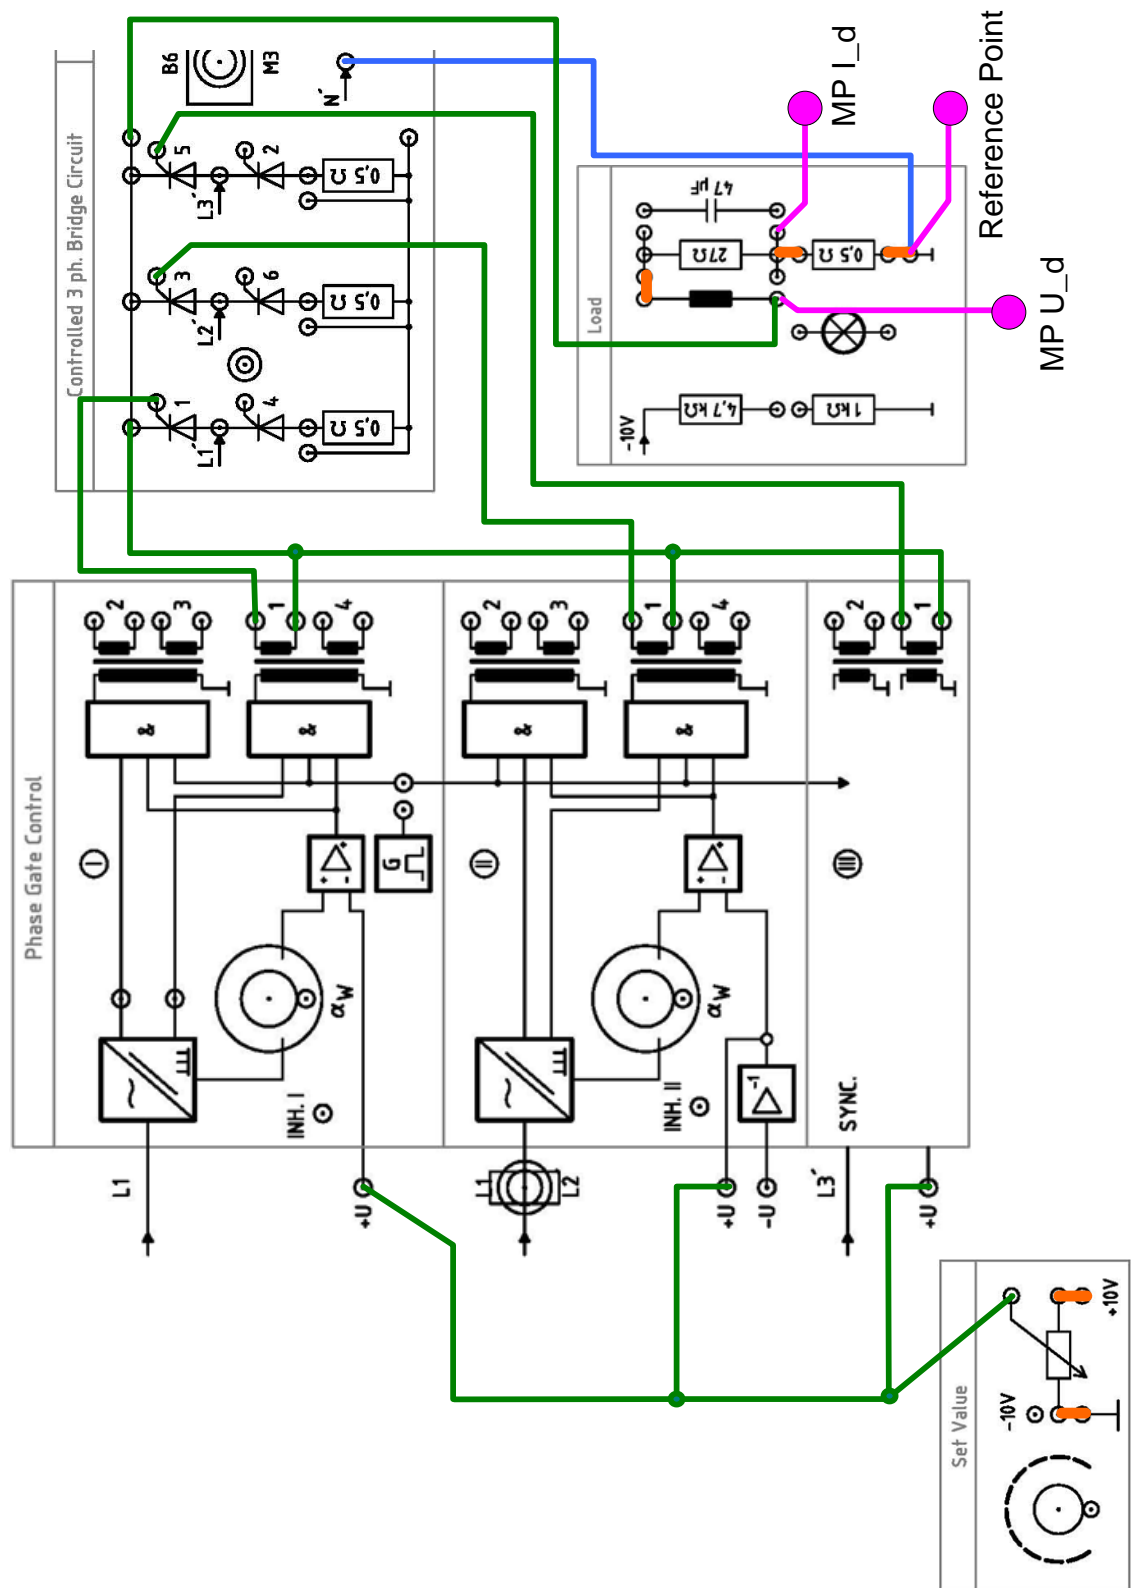 Controlled 3 ph. Bridge Circuit
B6
M3
N´
5
2
L3´
0,5 Ω
3
6
L2´
0,5 Ω
1
4
L1´
0,5 Ω
MP I_d
Reference Point
MP U_d
Load
47 µF
27Ω
0,5 Ω
-10V
4,7 kΩ
1 kΩ
Phase Gate Control
2
3
1
4
&
&
I
G
+
-
+
αW
INH. I
L1
+U
2
3
1
4
&
&
II
+
-
+
αW
INH. II
-1
L1
L2
+U
-U
2
1
III
SYNC.
L3´
+U
Set Value
-10V
+10V